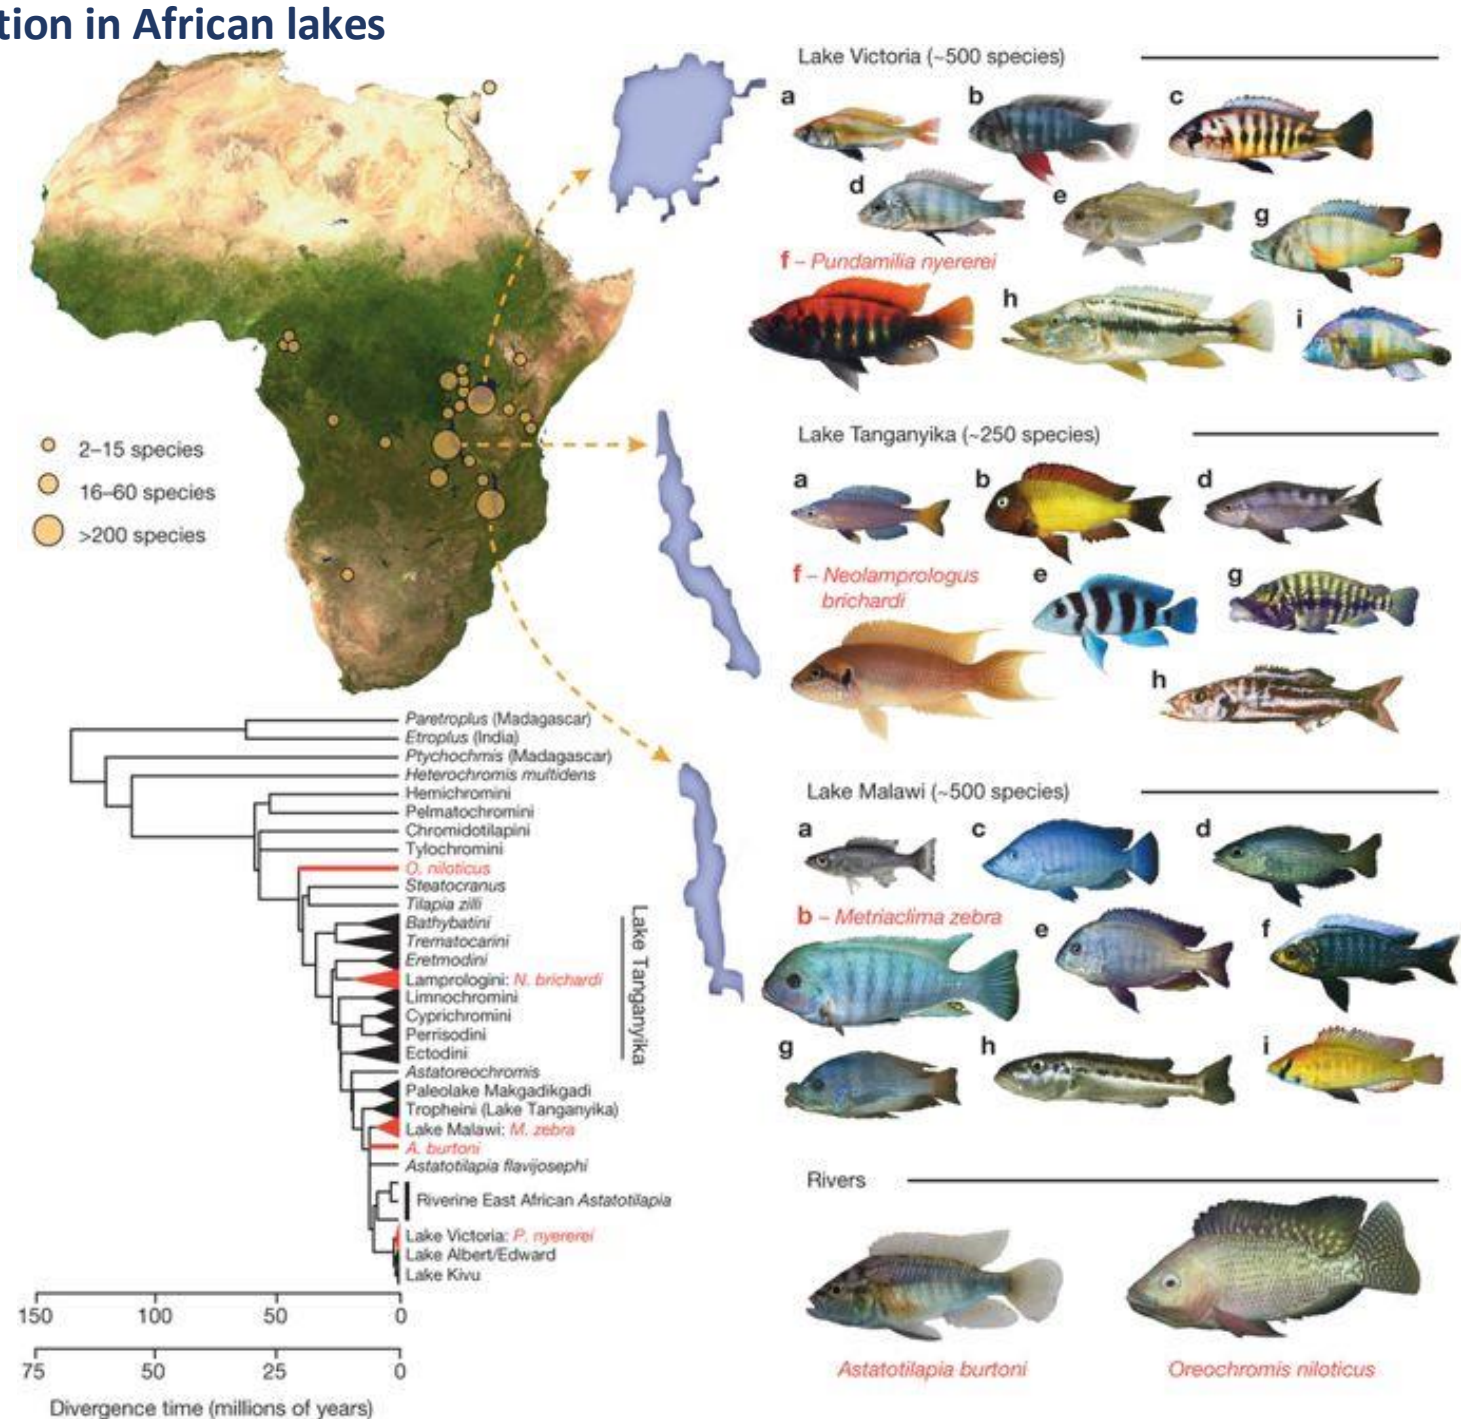 tion in African lakes
2–15 species
16–60 species
>200 species
Lake Victoria (~500 species)
a
b
c
d
e
g
f – Pundamilia nyererei
h
i
Lake Tanganyika (~250 species)
a
b
d
f – Neolamprologus
brichardi
e
g
h
Lake Malawi (~500 species)
a
c
d
b – Metriaclima zebra
e
f
g
h
i
Rivers
Astatotilapia burtoni
Oreochromis niloticus
Paretroplus (Madagascar)
Etroplus (India)
Ptychochmis (Madagascar)
Heterochromis multidens
Hemichromini
Pelmatochromini
Chromidotilapini
Tylochromini
O. niloticus
Steatocranus
Tilapia zilli
Bathybatini
Trematocarini
Eretmodini
Lamprologini: N. brichardi
Limnochromini
Cyprichromini
Perrisodini
Ectodini
Lake Tanganyika
Astatoreochromis
Paleolake Makgadikgadi
Tropheini (Lake Tanganyika)
Lake Malawi: M. zebra
A. burtoni
Astatotilapia flavijosephi
Riverine East African Astatotilapia
Lake Victoria: P. nyererei
Lake Albert/Edward
Lake Kivu
150 100 50 0
75 50 25 0
Divergence time (millions of years)